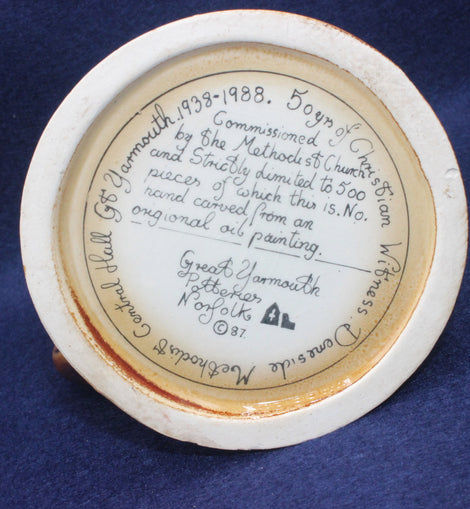 Deneside Methodist Central Hall Gt Yarmouth. 1938-1988. 50yrs of Christian Witness
Commissioned
by the Methodist Church
and Strictly Limited to 500
pieces of which this is. No.
hand carved from an
origional oil painting.
Great Yarmouth
Potteries
Norfolk
© 87.